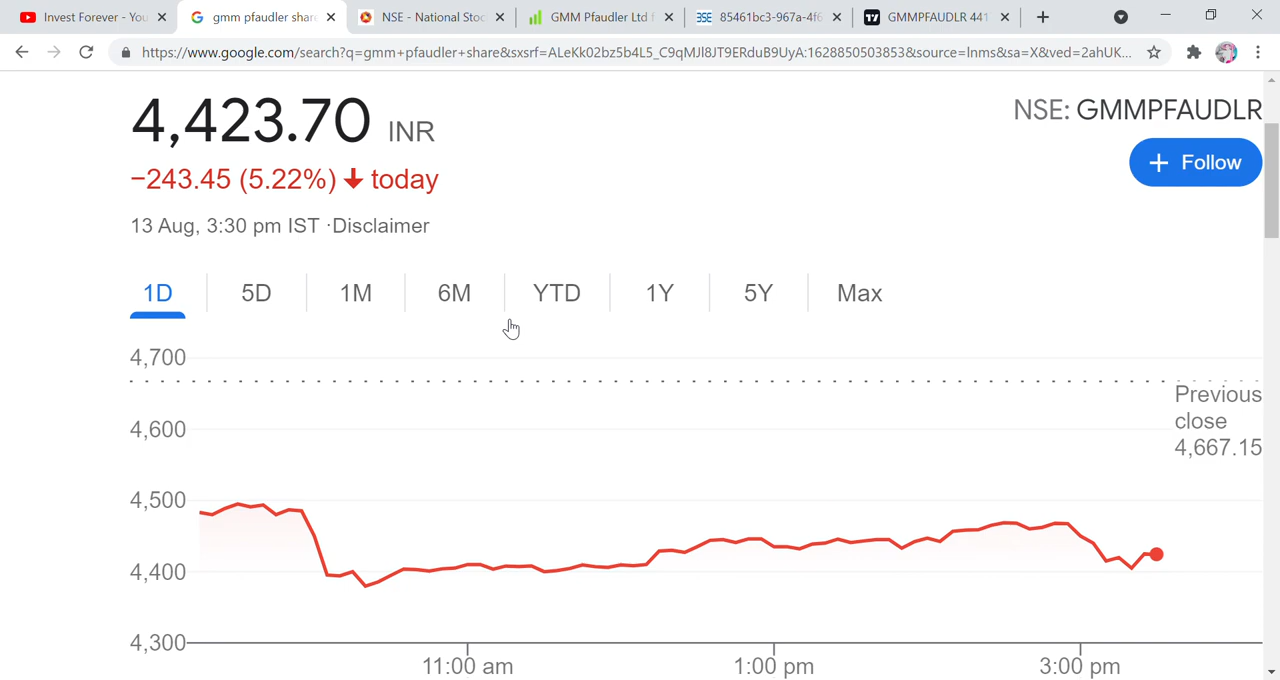 Invest Forever - You
gmm pfaudler share
NSE - National Stoc
GMM Pfaudler Ltd f
85461bc3-967a-4f6
GMMPFAUDLR 441
https://www.google.com/search?q=gmm+pfaudler+share&sxsrf=ALeKk02bz5b4L5_C9qMJl8JT9ERduB9UyA:1628850503853&source=lnms&sa=X&ved=2ahUK...
4,423.70 INR
NSE: GMMPFAUDLR
+ Follow
−243.45 (5.22%) ↓ today
13 Aug, 3:30 pm IST ·Disclaimer
1D 5D 1M 6M YTD 1Y 5Y Max
4,700
Previous
close
4,667.15
4,600
4,500
4,400
4,300
11:00 am 1:00 pm 3:00 pm